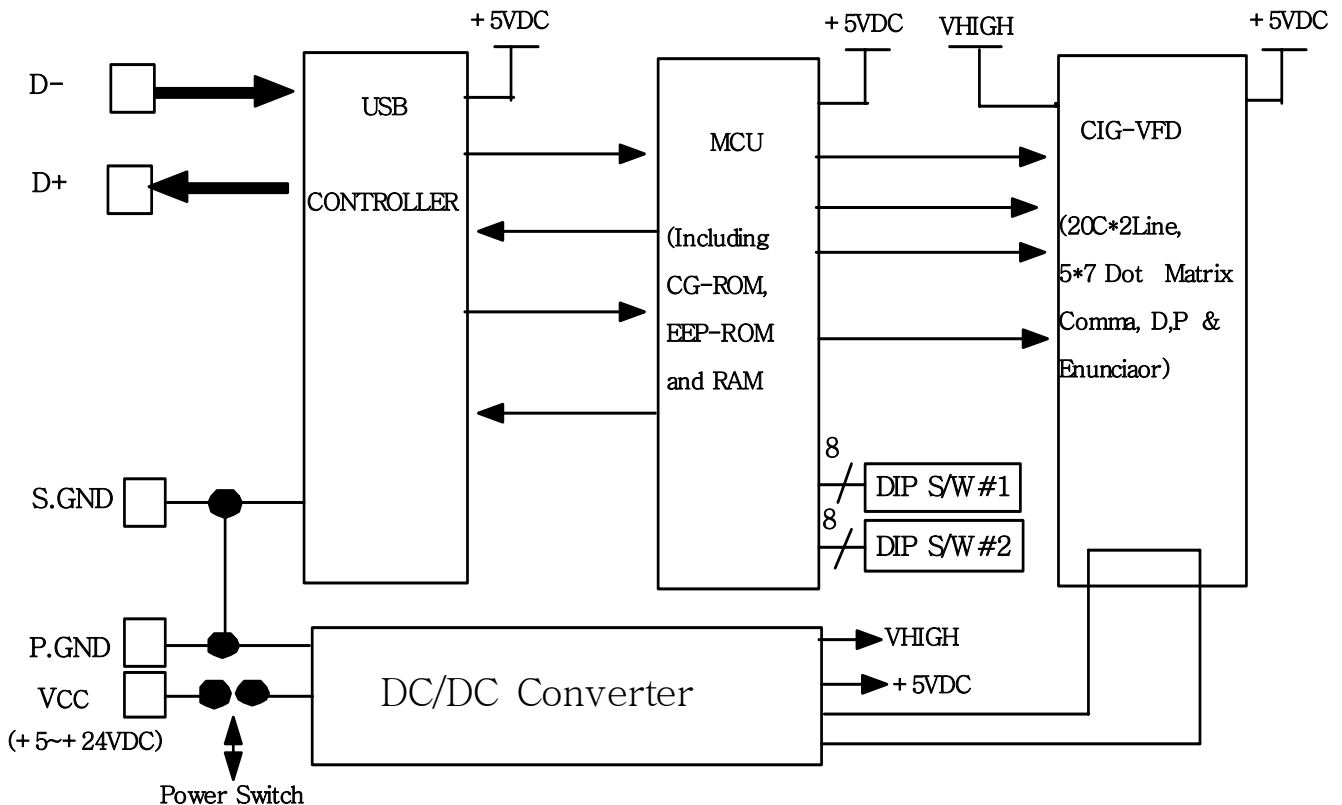 +5VDC
+5VDC
VHIGH
+5VDC
D-
D+
USB
CONTROLLER
MCU
(Including
CG-ROM,
EEP-ROM
and RAM
CIG-VFD
(20C*2Line,
5*7 Dot Matrix
Comma, D,P &
Enunciaor)
8
DIP S/W#1
8
DIP S/W#2
S.GND
P.GND
VCC
(+5~+24VDC)
Power Switch
DC/DC Converter
VHIGH
+5VDC